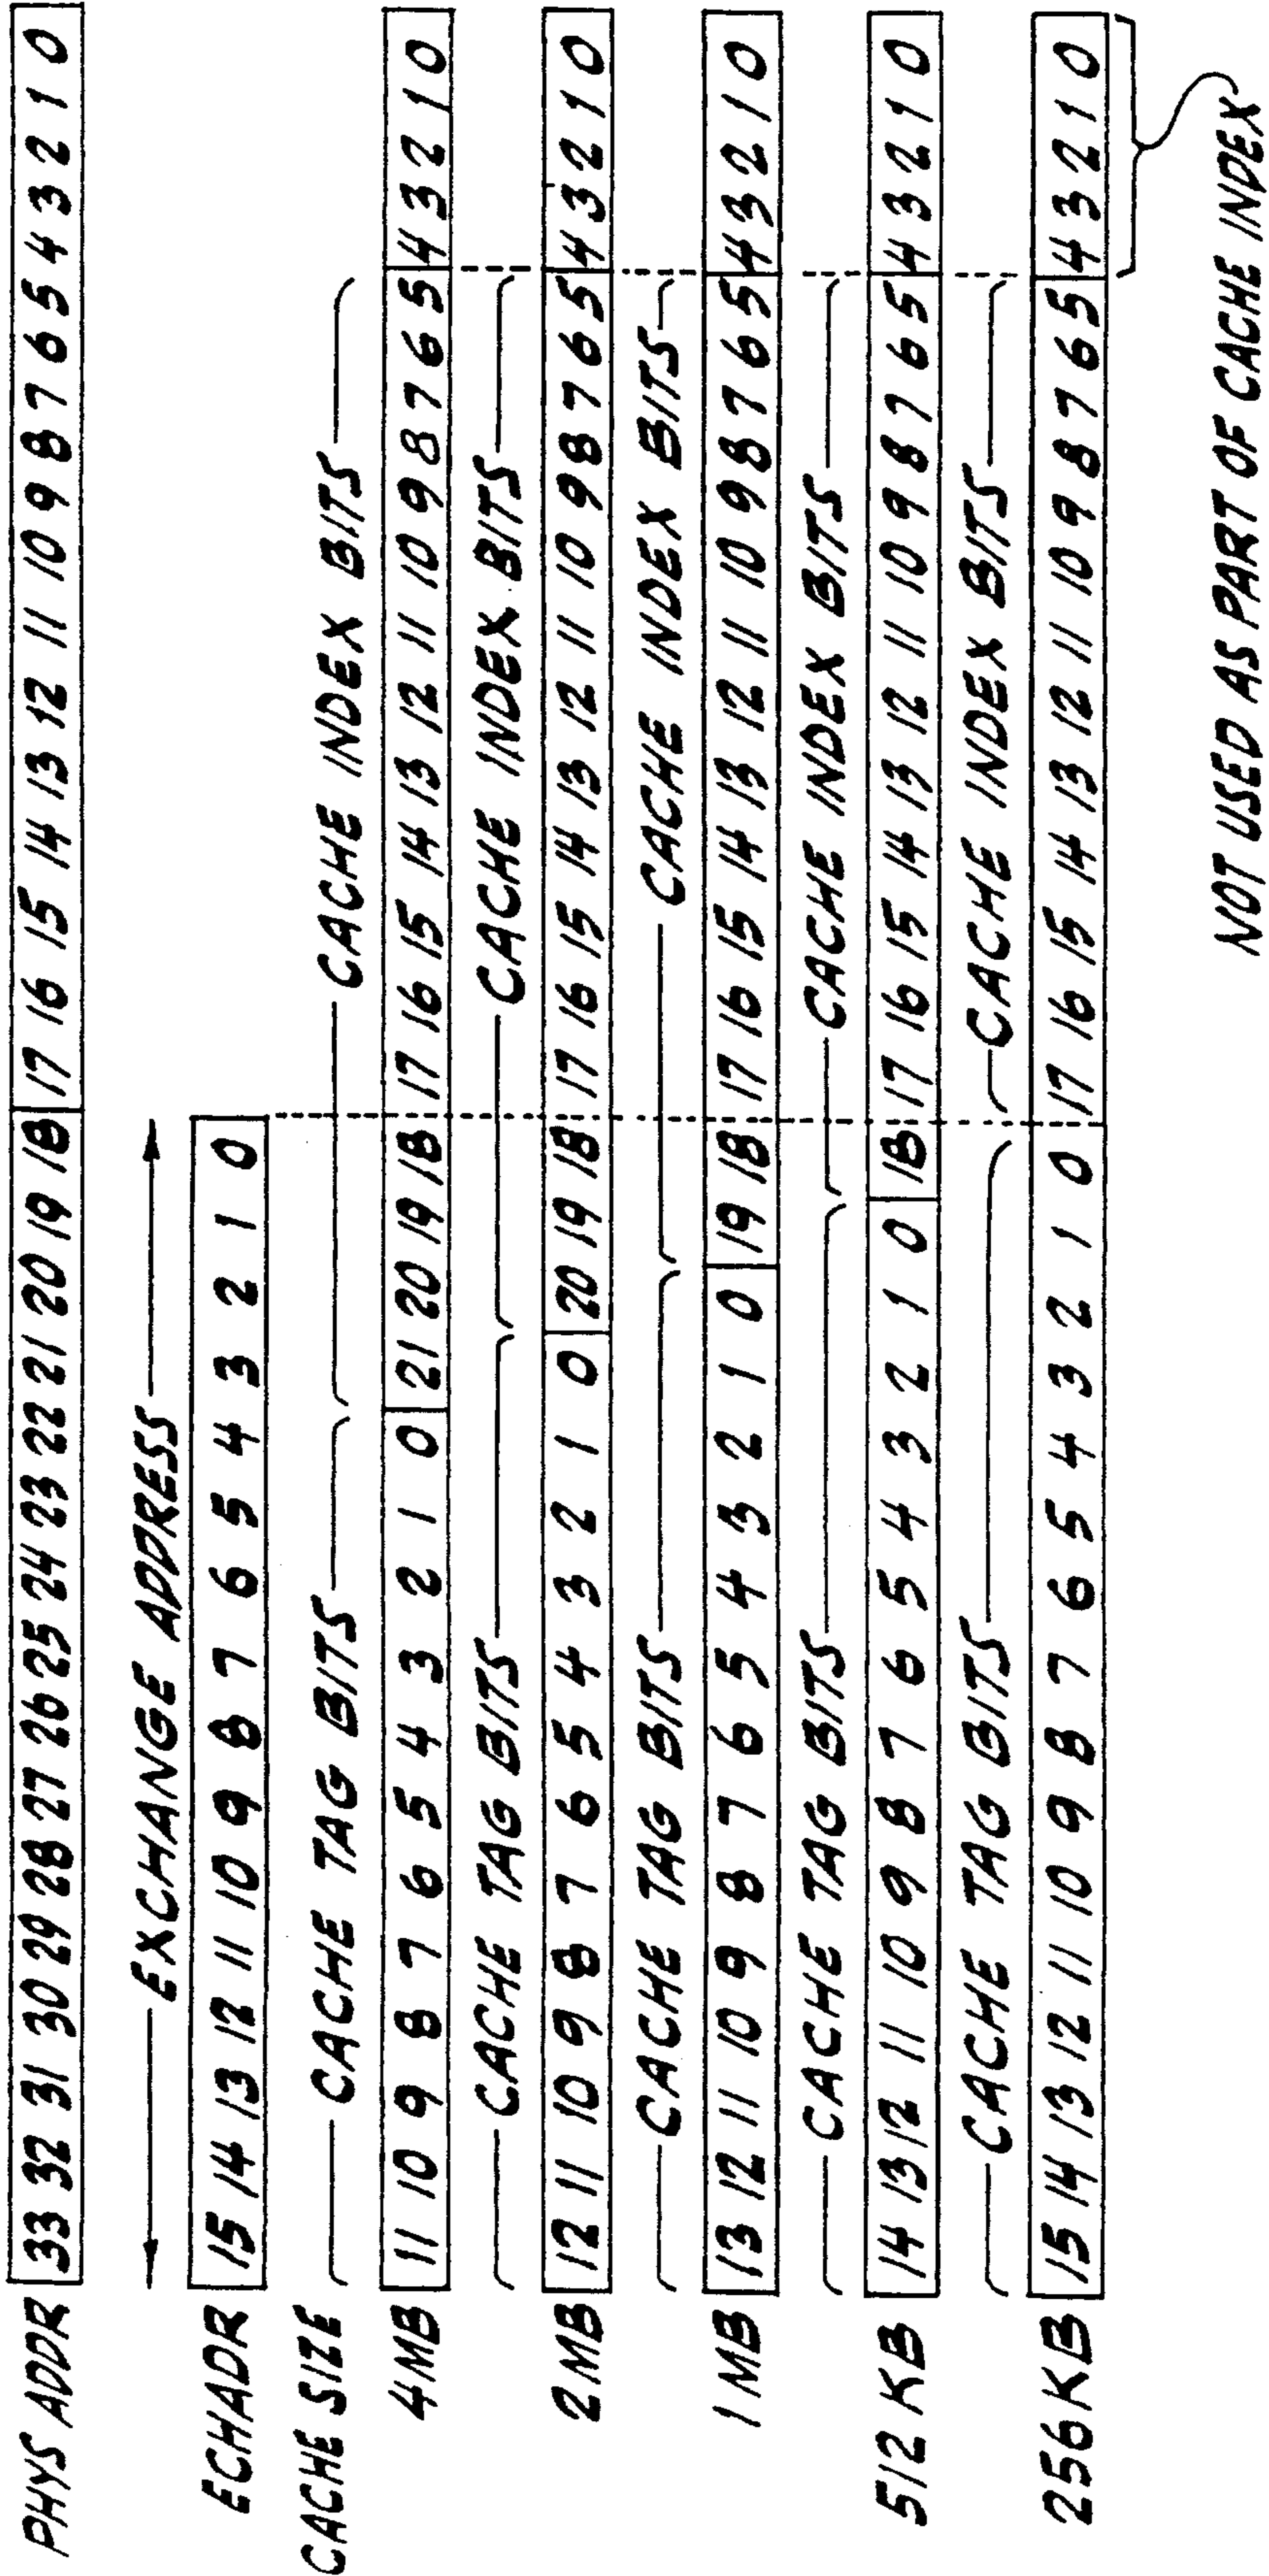 PHYS ADDR 33 32 31 30 29 28 27 26 25 24 23 22 21 20 19 18 17 16 15 14 13 12 11 10 9 8 7 6 5 4 3 2 1 0
EXCHANGE ADDRESS
ECHADR 15 14 13 12 11 10 9 8 7 6 5 4 3 2 1 0
CACHE SIZE CACHE TAG BITS CACHE INDEX BITS
4MB 11 10 9 8 7 6 5 4 3 2 1 0 21 20 19 18 17 16 15 14 13 12 11 10 9 8 7 6 5 4 3 2 1 0
CACHE TAG BITS CACHE INDEX BITS
2MB 12 11 10 9 8 7 6 5 4 3 2 1 0 20 19 18 17 16 15 14 13 12 11 10 9 8 7 6 5 4 3 2 1 0
CACHE TAG BITS CACHE INDEX BITS
1MB 13 12 11 10 9 8 7 6 5 4 3 2 1 0 19 18 17 16 15 14 13 12 11 10 9 8 7 6 5 4 3 2 1 0
CACHE TAG BITS CACHE INDEX BITS
512 KB 14 13 12 11 10 9 8 7 6 5 4 3 2 1 0 18 17 16 15 14 13 12 11 10 9 8 7 6 5 4 3 2 1 0
CACHE TAG BITS CACHE INDEX BITS
256KB 15 14 13 12 11 10 9 8 7 6 5 4 3 2 1 0 17 16 15 14 13 12 11 10 9 8 7 6 5 4 3 2 1 0
NOT USED AS PART OF CACHE INDEX